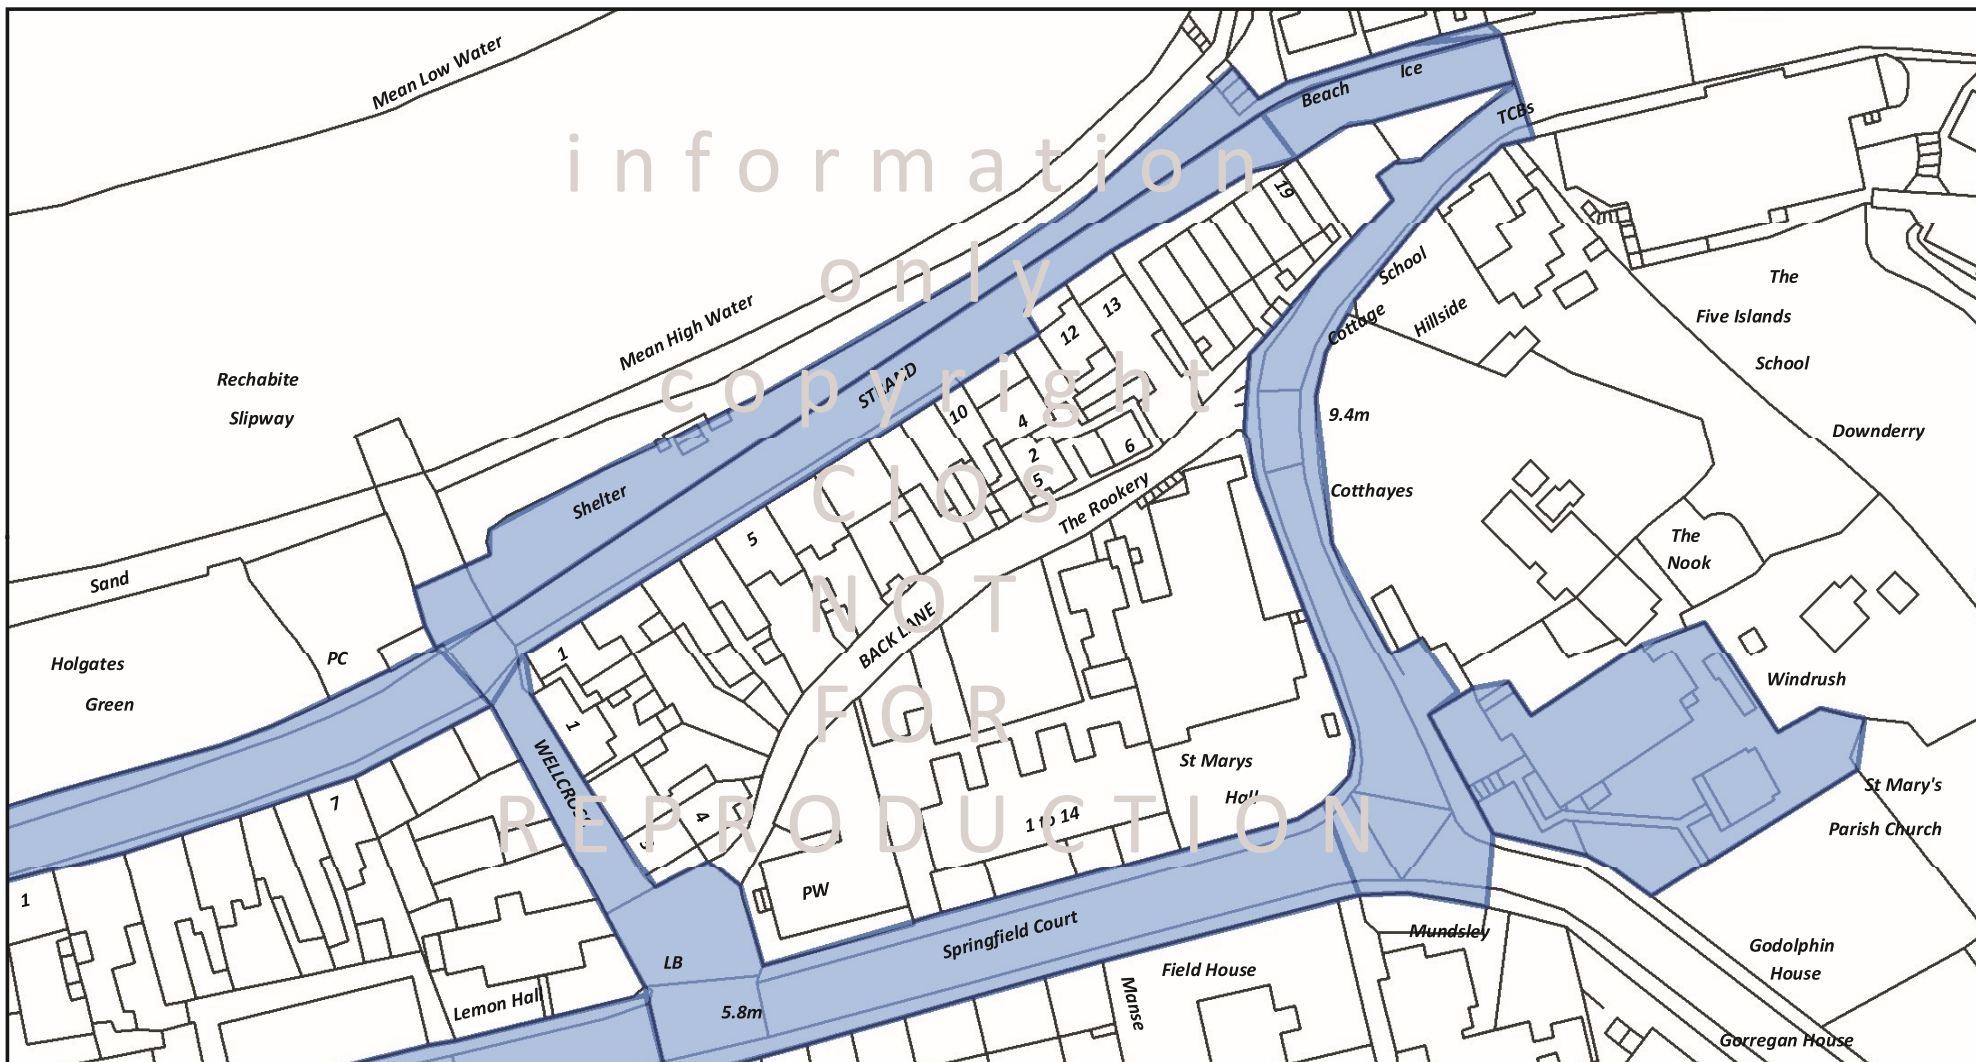 Mean Low Water
Ice
Beach
TCBs
information
19
The
Five Islands
School
School
Cottage
Hillside
only
Mean High Water
13
12
STRAND
copyright
Rechabite
Slipway
10
4
2
5
6
9.4m
Downderry
Cotthayes
CIOS
Shelter
The Rookery
5
The
Nook
Sand
NOT
BACK LANE
1
PC
Holgates
Green
Windrush
FOR
1
WELLCROSS
St Marys
Hall
St Mary's
Parish Church
7
REPRODUCTION
4
3
1 to 14
1
PW
Springfield Court
Mundsley
LB
Field House
Godolphin
House
Lemon Hall
5.8m
Manse
Gorregan House